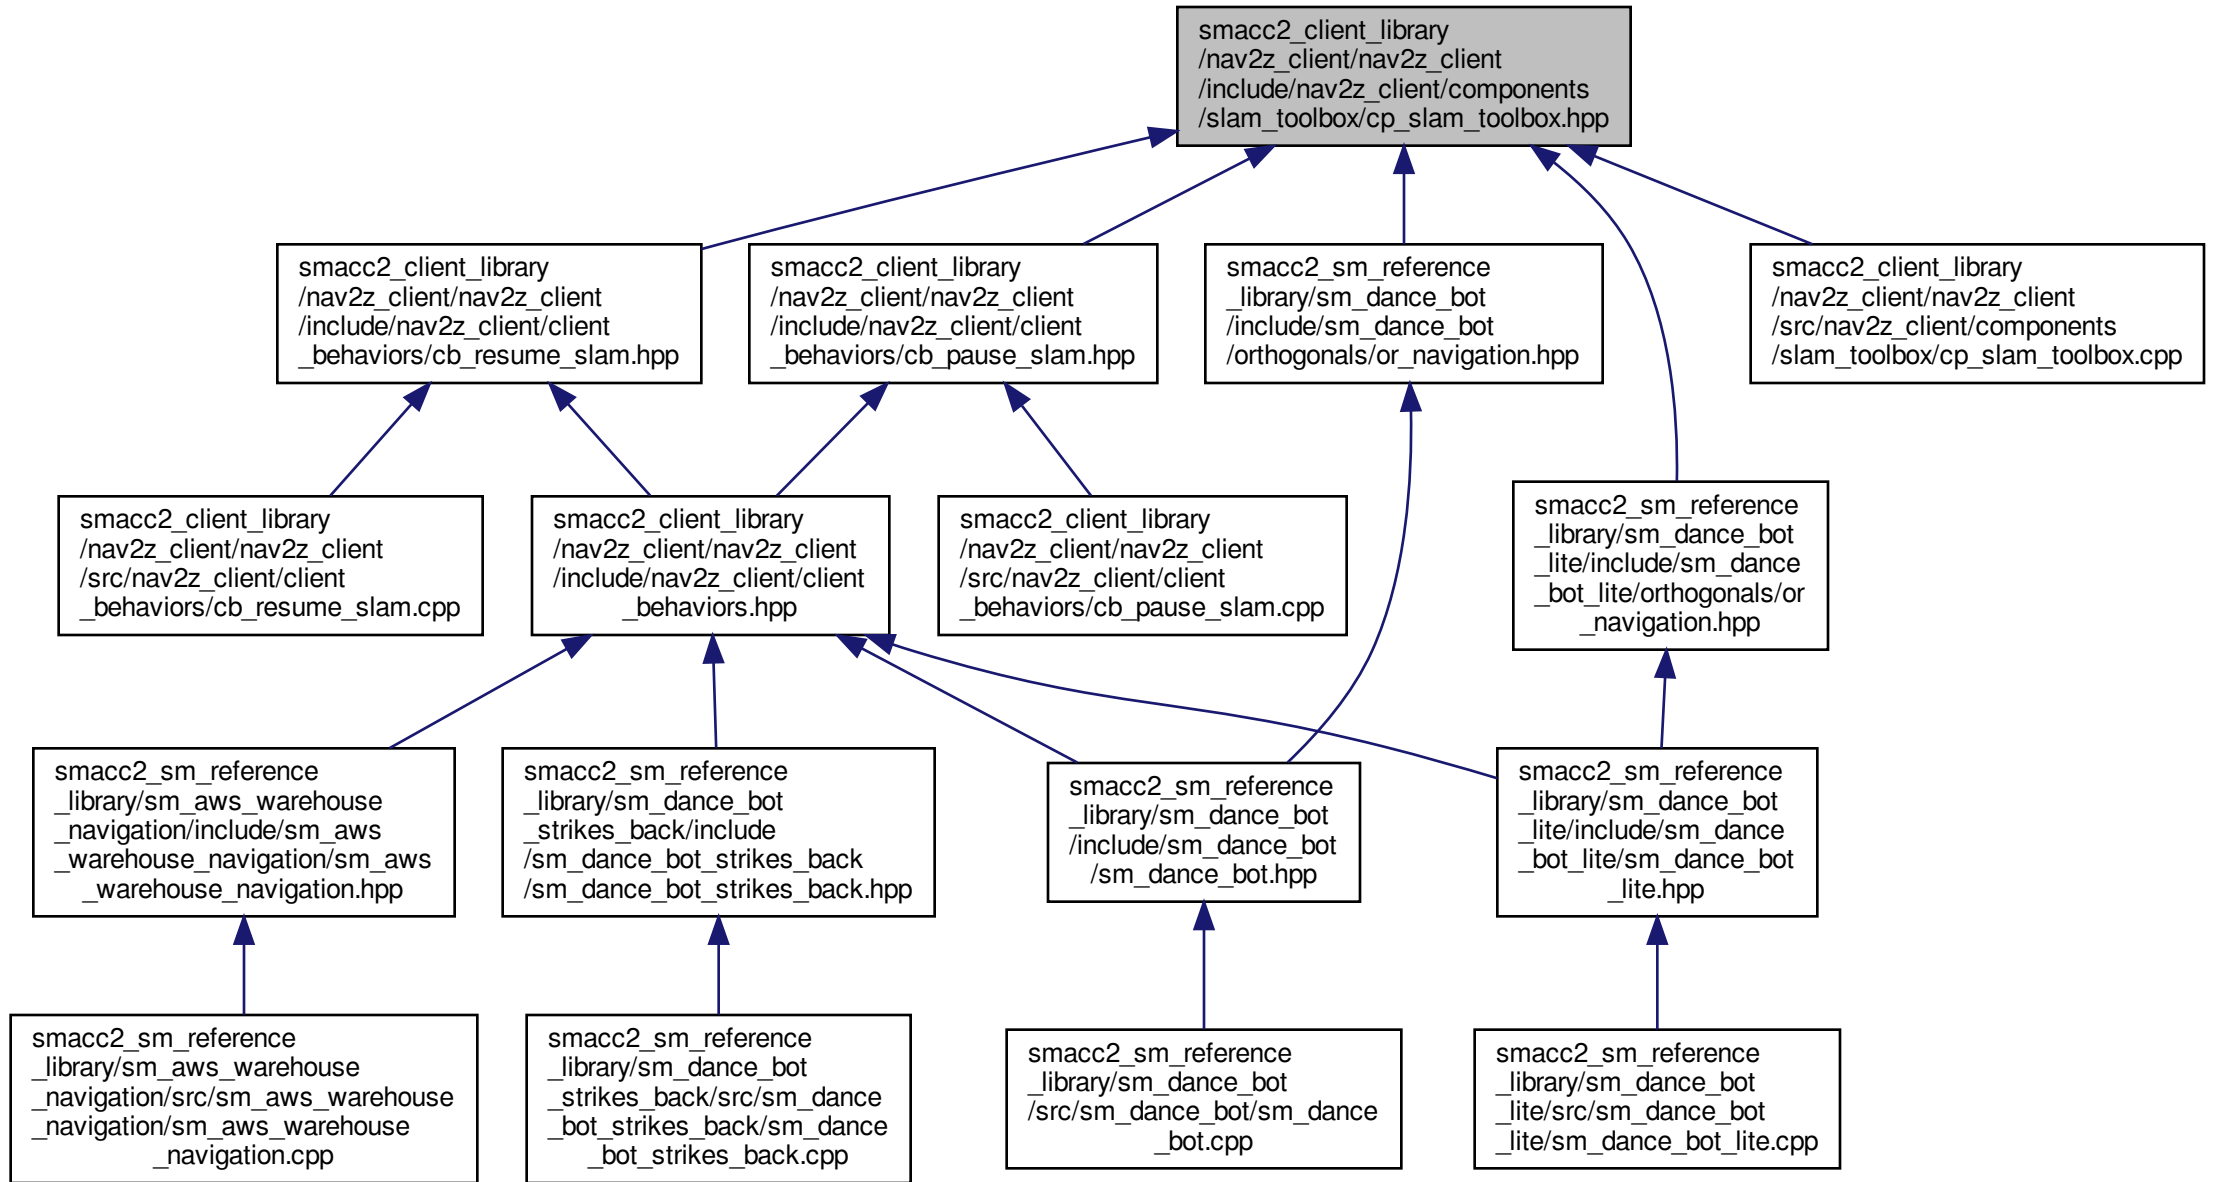 smacc2_client_library
/nav2z_client/nav2z_client
/include/nav2z_client/components
/slam_toolbox/cp_slam_toolbox.hpp
smacc2_client_library
/nav2z_client/nav2z_client
/include/nav2z_client/client
_behaviors/cb_resume_slam.hpp
smacc2_client_library
/nav2z_client/nav2z_client
/include/nav2z_client/client
_behaviors/cb_pause_slam.hpp
smacc2_sm_reference
_library/sm_dance_bot
/include/sm_dance_bot
/orthogonals/or_navigation.hpp
smacc2_client_library
/nav2z_client/nav2z_client
/src/nav2z_client/components
/slam_toolbox/cp_slam_toolbox.cpp
smacc2_client_library
/nav2z_client/nav2z_client
/src/nav2z_client/client
_behaviors/cb_resume_slam.cpp
smacc2_client_library
/nav2z_client/nav2z_client
/include/nav2z_client/client
_behaviors.hpp
smacc2_client_library
/nav2z_client/nav2z_client
/src/nav2z_client/client
_behaviors/cb_pause_slam.cpp
smacc2_sm_reference
_library/sm_dance_bot
_lite/include/sm_dance
_bot_lite/orthogonals/or
_navigation.hpp
smacc2_sm_reference
_library/sm_aws_warehouse
_navigation/include/sm_aws
_warehouse_navigation/sm_aws
_warehouse_navigation.hpp
smacc2_sm_reference
_library/sm_dance_bot
_strikes_back/include
/sm_dance_bot_strikes_back
/sm_dance_bot_strikes_back.hpp
smacc2_sm_reference
_library/sm_dance_bot
/include/sm_dance_bot
/sm_dance_bot.hpp
smacc2_sm_reference
_library/sm_dance_bot
_lite/include/sm_dance
_bot_lite/sm_dance_bot
_lite.hpp
smacc2_sm_reference
_library/sm_aws_warehouse
_navigation/src/sm_aws_warehouse
_navigation/sm_aws_warehouse
_navigation.cpp
smacc2_sm_reference
_library/sm_dance_bot
_strikes_back/src/sm_dance
_bot_strikes_back/sm_dance
_bot_strikes_back.cpp
smacc2_sm_reference
_library/sm_dance_bot
/src/sm_dance_bot/sm_dance
_bot.cpp
smacc2_sm_reference
_library/sm_dance_bot
_lite/src/sm_dance_bot
_lite/sm_dance_bot_lite.cpp